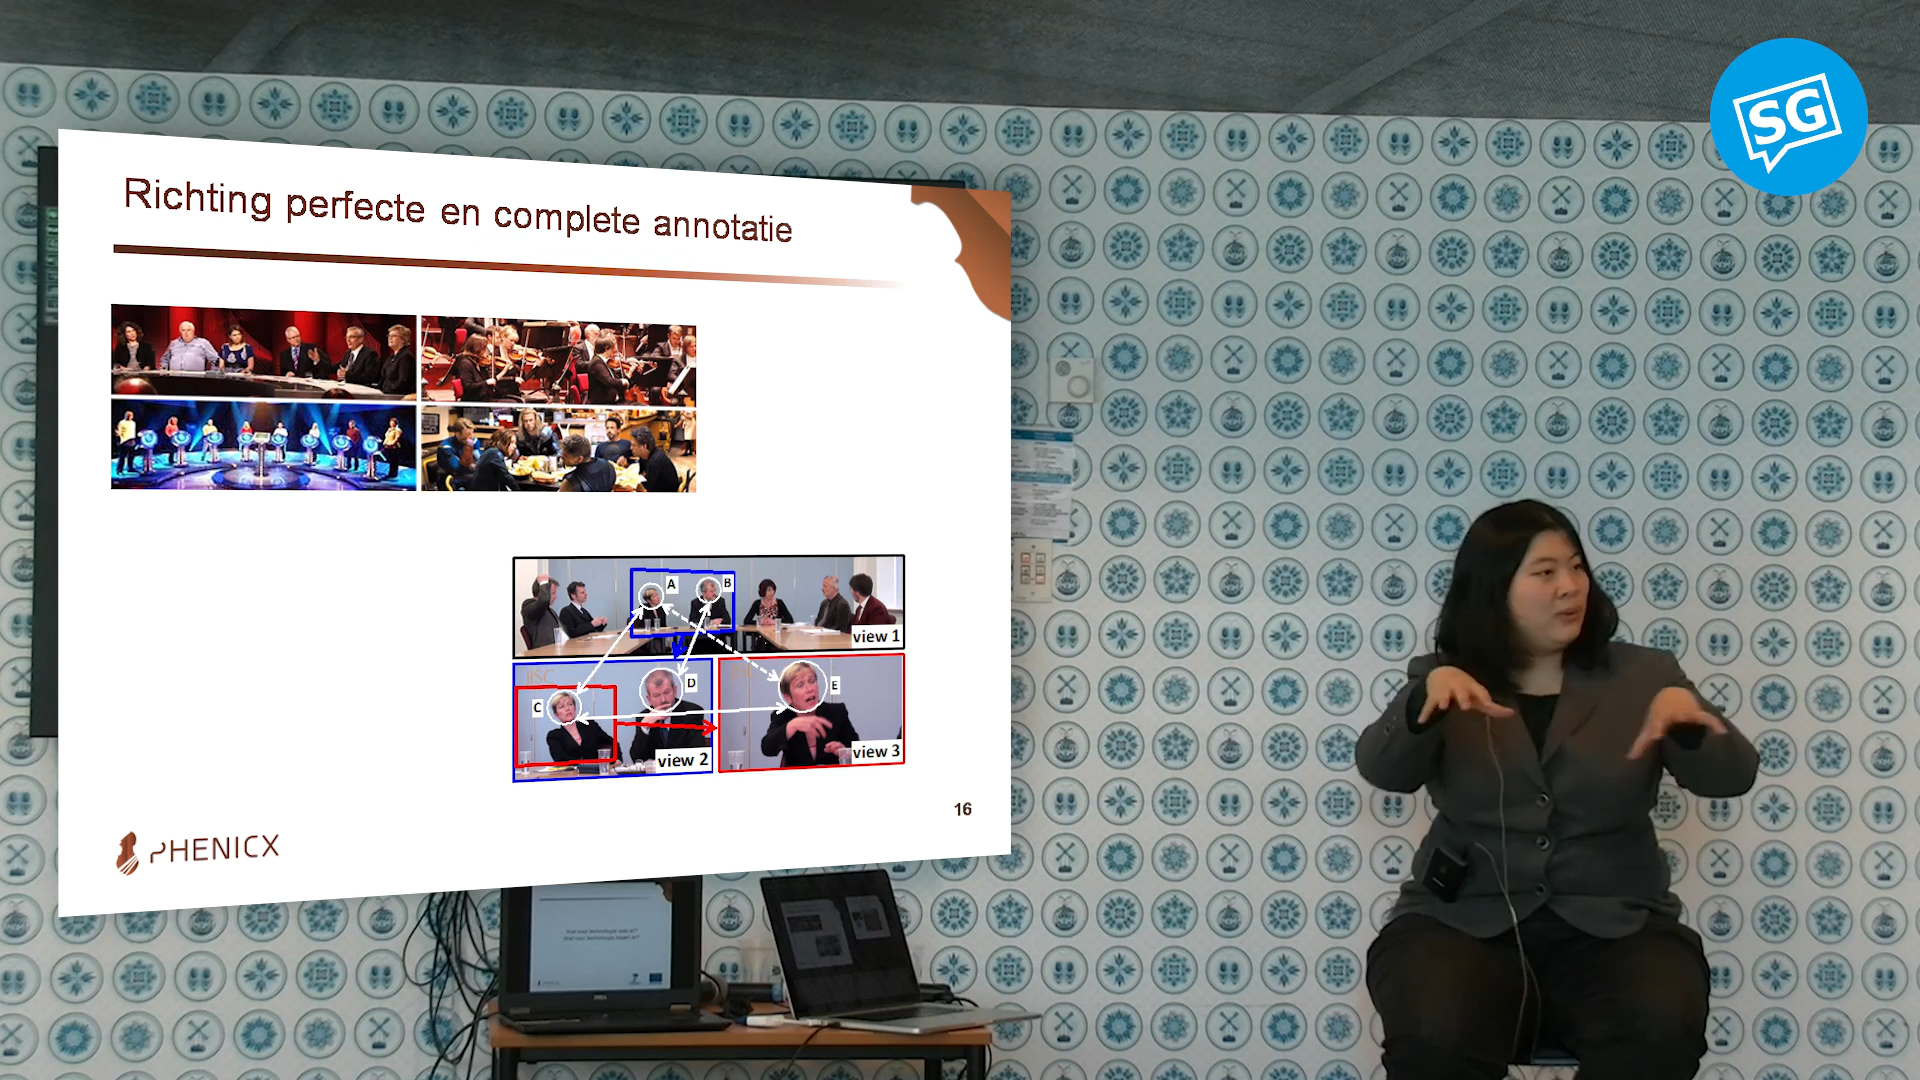 SG
Richting perfecte en complete annotatie
A
B
view 1
C
D
E
view 2
view 3
16
PHENICX